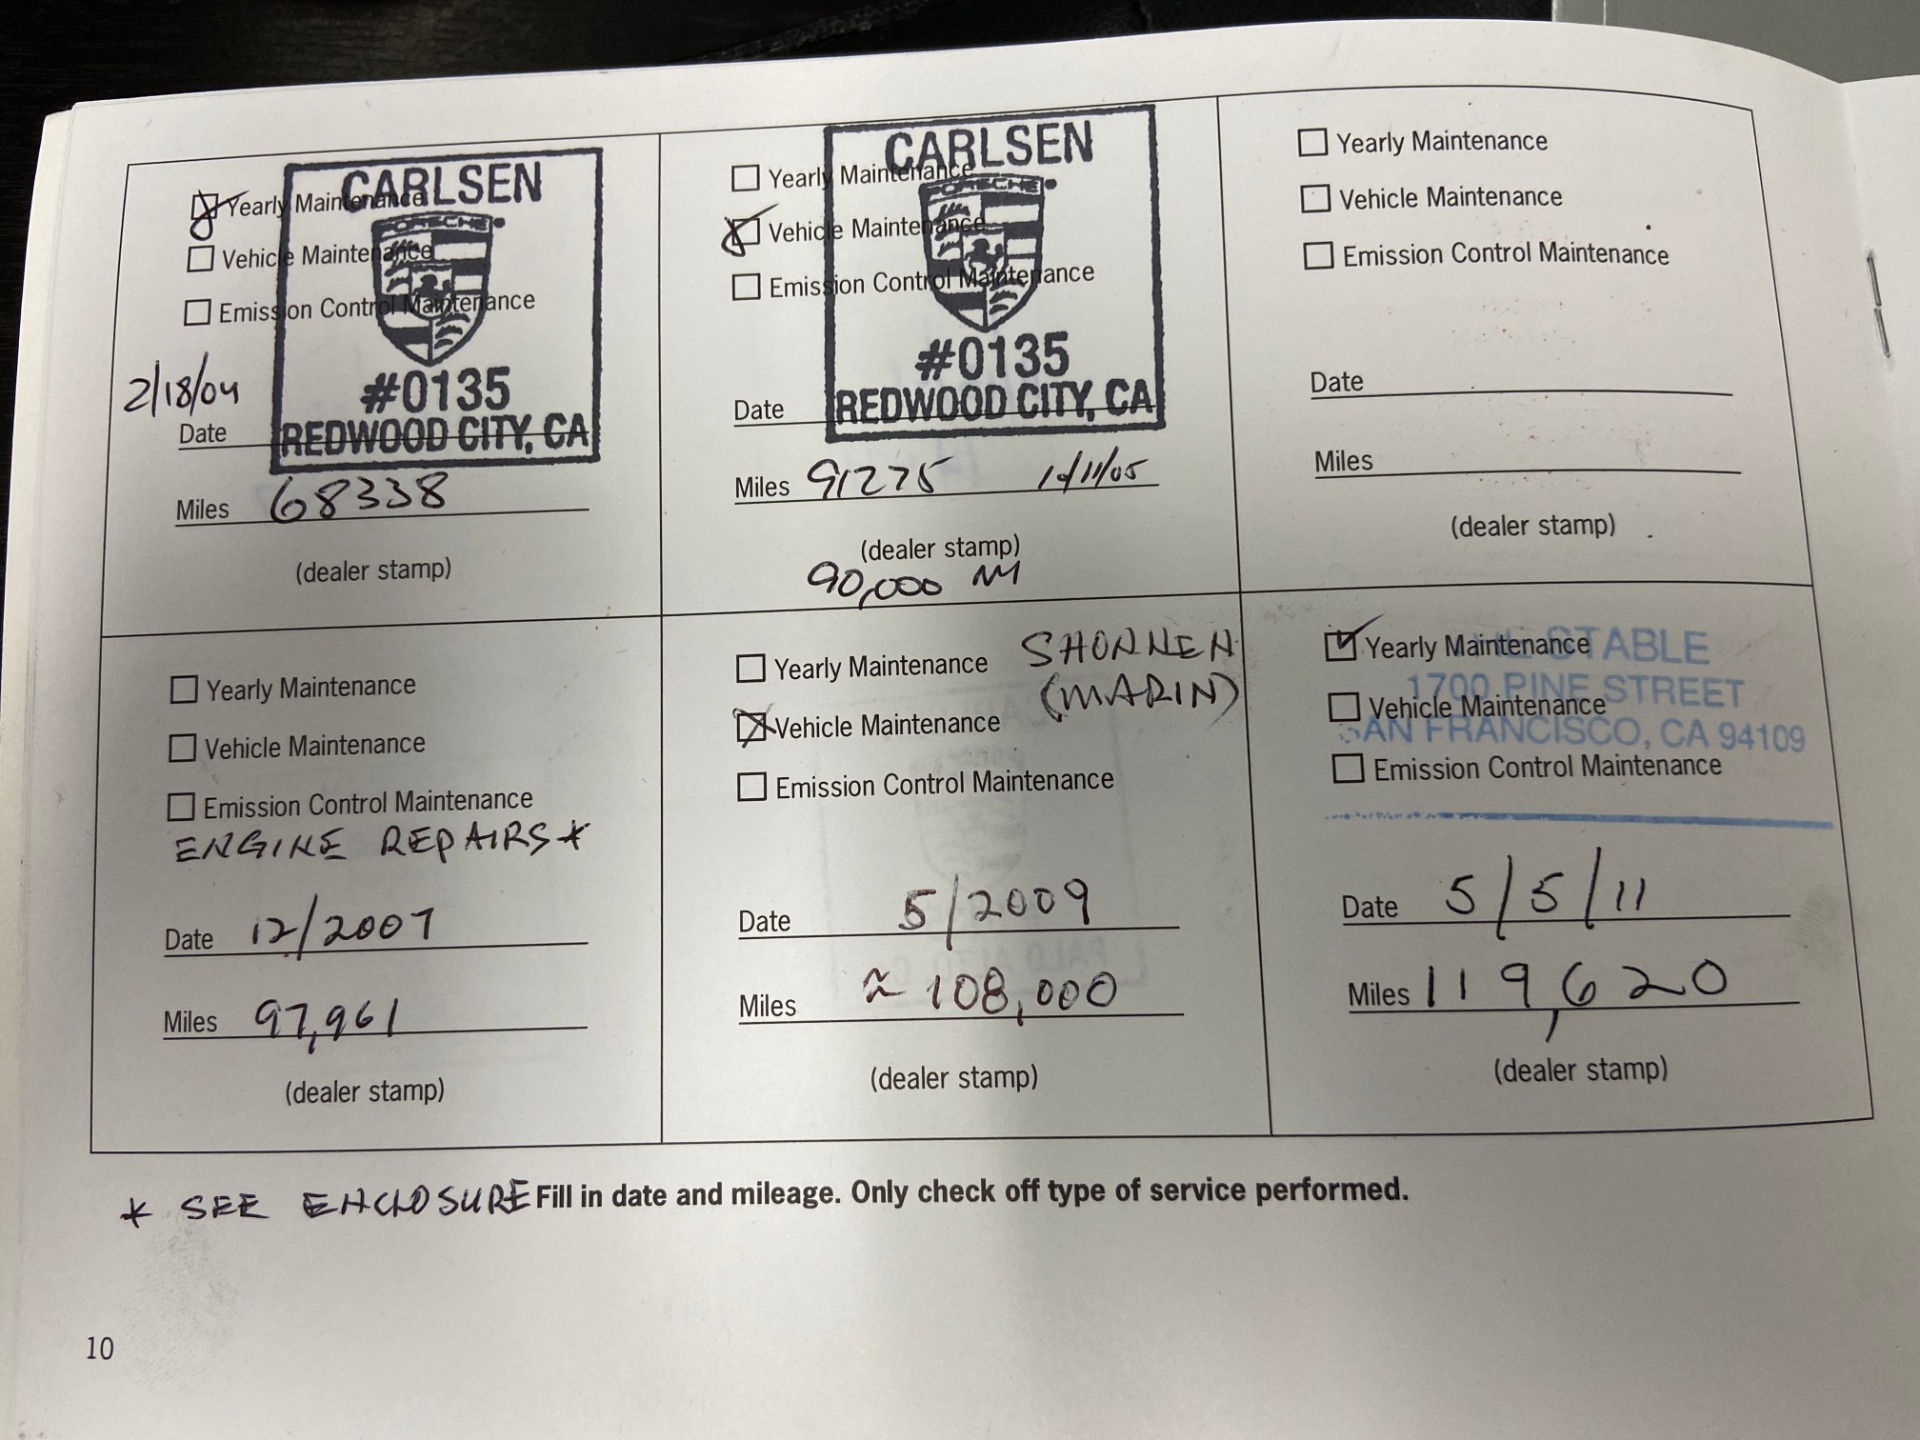 Yearly Maintenance
Vehicle Maintenance
Emission Control Maintenance
CARLSEN
PORSCHE
#0135
REDWOOD CITY, CA
2/18/04
Date
Miles 68338
(dealer stamp)
Yearly Maintenance
Vehicle Maintenance
Emission Control Maintenance
CARLSEN
PORSCHE
#0135
REDWOOD CITY, CA
Date
Miles 91275
(dealer stamp)
90,000 M
Yearly Maintenance
Vehicle Maintenance
Emission Control Maintenance
Date
Miles
(dealer stamp)
Yearly Maintenance
Vehicle Maintenance
Emission Control Maintenance
ENGINE REPAIRS*
Date 12/2007
Miles 97,961
(dealer stamp)
SHONNEN
(MARIN)
Yearly Maintenance
Vehicle Maintenance
Emission Control Maintenance
Date 5/2009
Miles ≈ 108,000
(dealer stamp)
Yearly Maintenance
Vehicle Maintenance
Emission Control Maintenance
STABLE
1700 PINE STREET
SAN FRANCISCO, CA 94109
Date 5/5/11
Miles 119,620
(dealer stamp)
* SEE ENCLOSURE Fill in date and mileage. Only check off type of service performed.
10